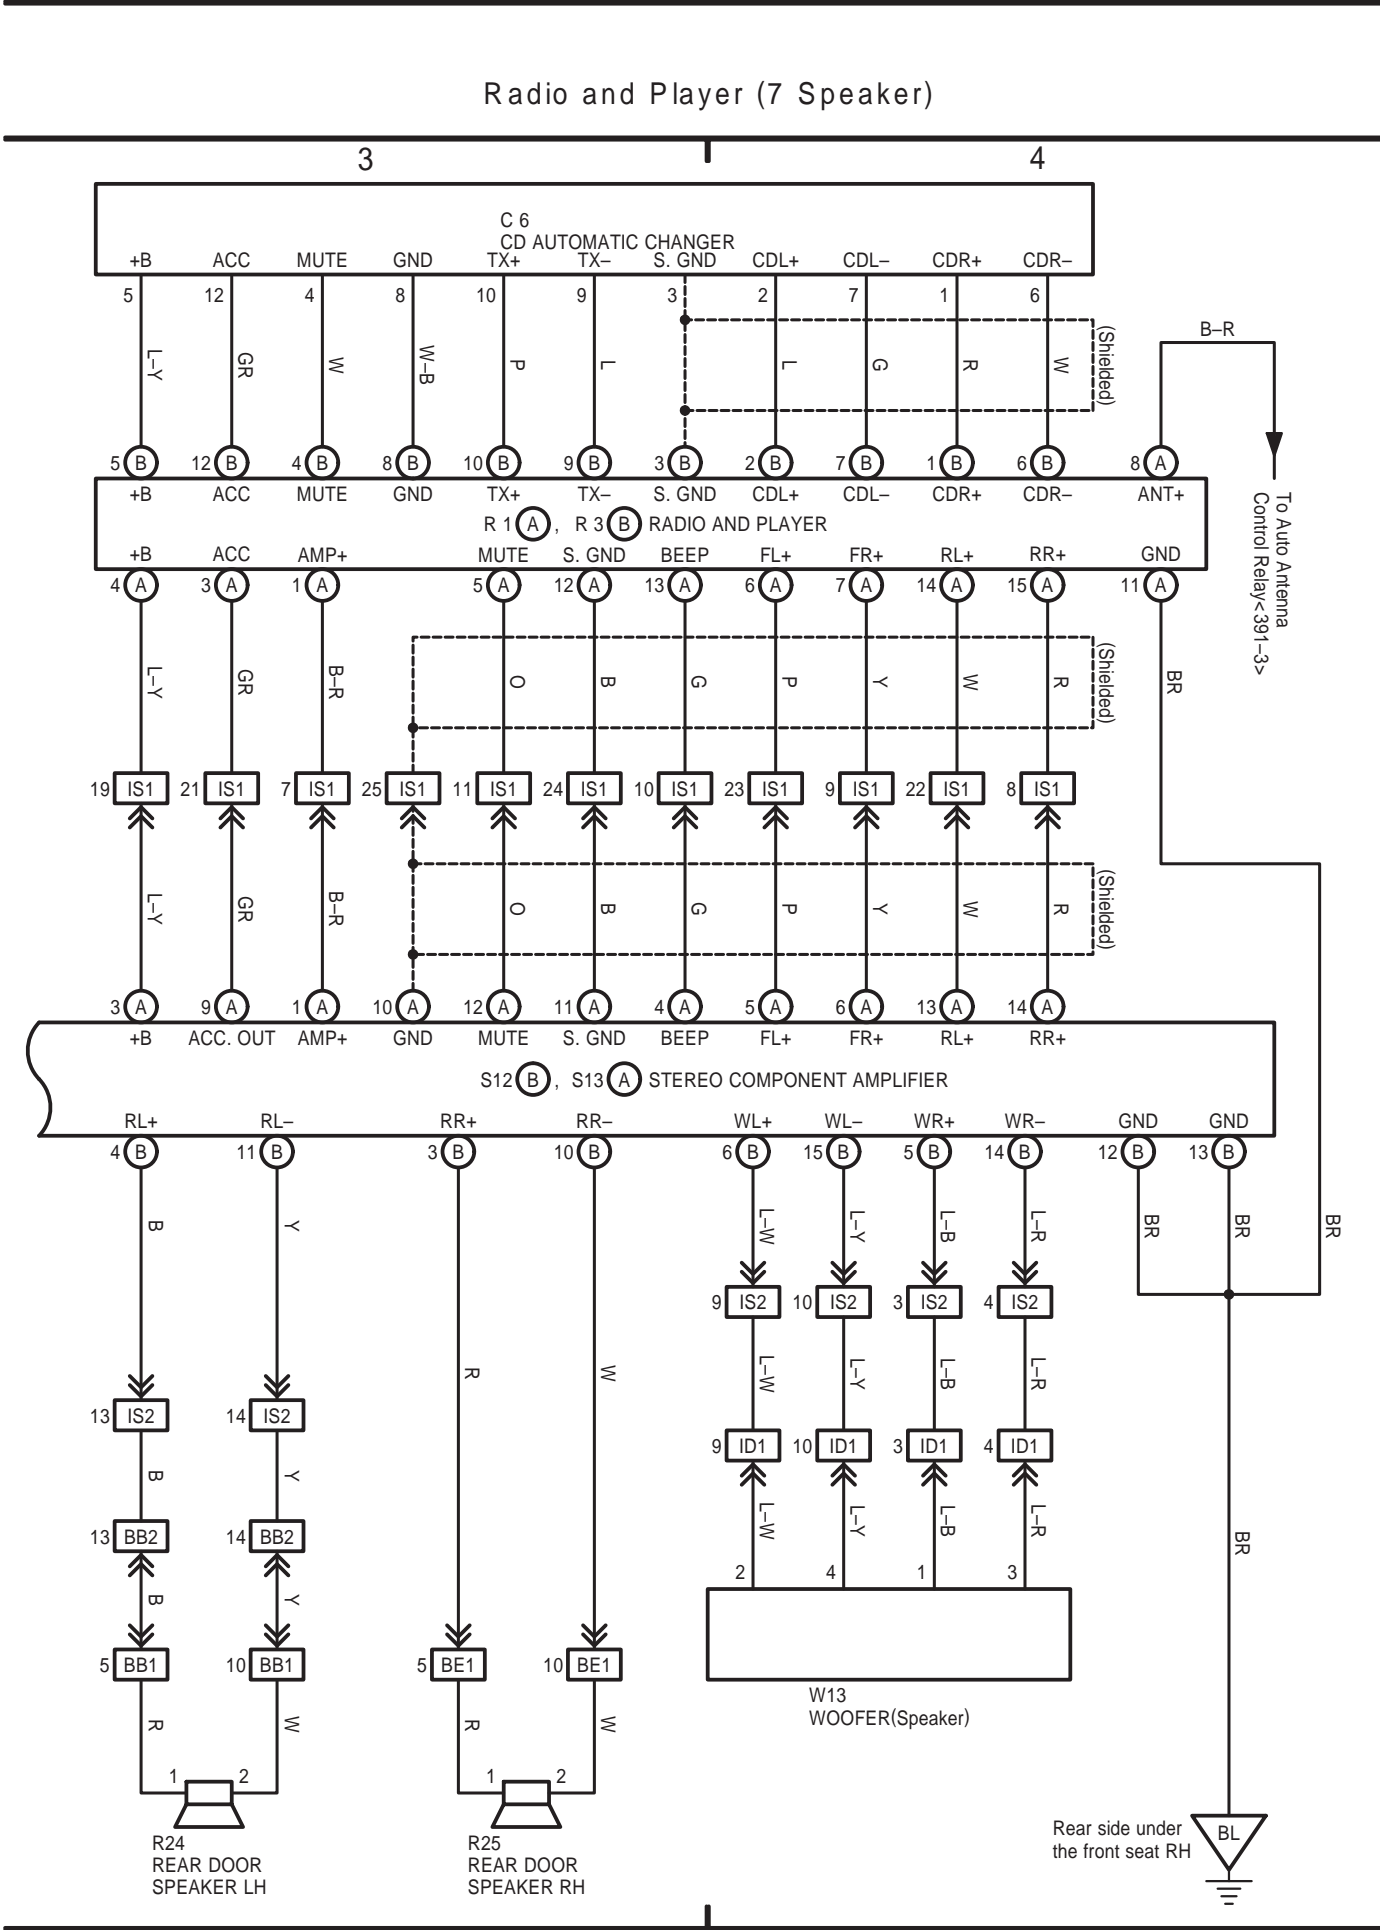 Radio and Player (7 Speaker)
3 4
C 6
CD AUTOMATIC CHANGER
+B ACC MUTE GND TX+ TX– S. GND CDL+ CDL– CDR+ CDR–
5 12 4 8 10 9 3 2 7 1 6
B–R
L–Y GR W W–B P L L G R W (Shielded)
5 B 12 B 4 B 8 B 10 B 9 B 3 B 2 B 7 B 1 B 6 B 8 A
+B ACC MUTE GND TX+ TX– S. GND CDL+ CDL– CDR+ CDR– ANT+
R 1 A , R 3 B RADIO AND PLAYER
To Auto Antenna
Control Relay<391–3>
+B ACC AMP+ MUTE S. GND BEEP FL+ FR+ RL+ RR+ GND
4 A 3 A 1 A 5 A 12 A 13 A 6 A 7 A 14 A 15 A 11 A
L–Y GR B–R O B G P Y W R (Shielded) BR
19 IS1 21 IS1 7 IS1 25 IS1 11 IS1 24 IS1 10 IS1 23 IS1 9 IS1 22 IS1 8 IS1
L–Y GR B–R O B G P Y W R (Shielded)
3 A 9 A 1 A 10 A 12 A 11 A 4 A 5 A 6 A 13 A 14 A
+B ACC. OUT AMP+ GND MUTE S. GND BEEP FL+ FR+ RL+ RR+
S12 B , S13 A STEREO COMPONENT AMPLIFIER
RL+ RL– RR+ RR– WL+ WL– WR+ WR– GND GND
4 B 11 B 3 B 10 B 6 B 15 B 5 B 14 B 12 B 13 B
B Y L–W L–Y L–B L–R BR BR BR
9 IS2 10 IS2 3 IS2 4 IS2
R W L–W L–Y L–B L–R
13 IS2 14 IS2
9 ID1 10 ID1 3 ID1 4 ID1
B Y L–W L–Y L–B L–R BR
13 BB2 14 BB2
2 4 1 3
B Y
5 BB1 10 BB1 5 BE1 10 BE1
W13
WOOFER(Speaker)
R W R W
1 2 1 2
R24
REAR DOOR
SPEAKER LH
R25
REAR DOOR
SPEAKER RH
Rear side under
the front seat RH
BL